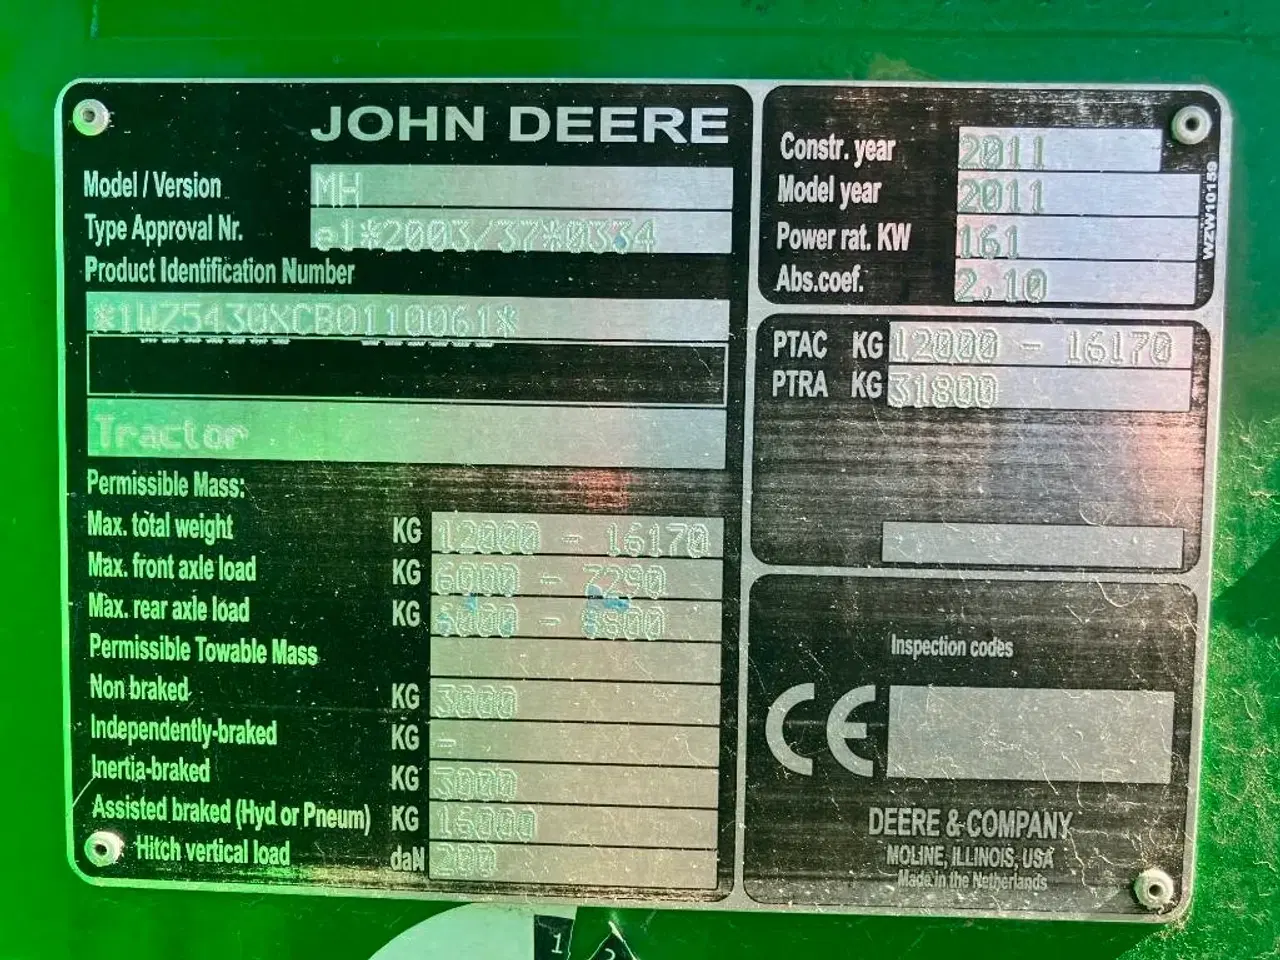 JOHN DEERE
Model / Version MH
Type Approval Nr. e1*2003/37*0334
Product Identification Number
*1WZ5430XCB0110061*
Tractor
Permissible Mass:
Max. total weight KG 12000 - 16170
Max. front axle load KG 6000 - 7290
Max. rear axle load KG
Permissible Towable Mass
Non braked KG 3000
Independently-braked KG -
Inertia-braked KG 3000
Assisted braked (Hyd or Pneum) KG 16000
Hitch vertical load daN 200
Constr. year 2011
Model year 2011
Power rat. KW 161
Abs.coef. 2,10
WZW10159
PTAC KG 12000 - 16170
PTRA KG 31800
Inspection codes
CE
DEERE & COMPANY
MOLINE, ILLINOIS, USA
Made in the Netherlands
1
2